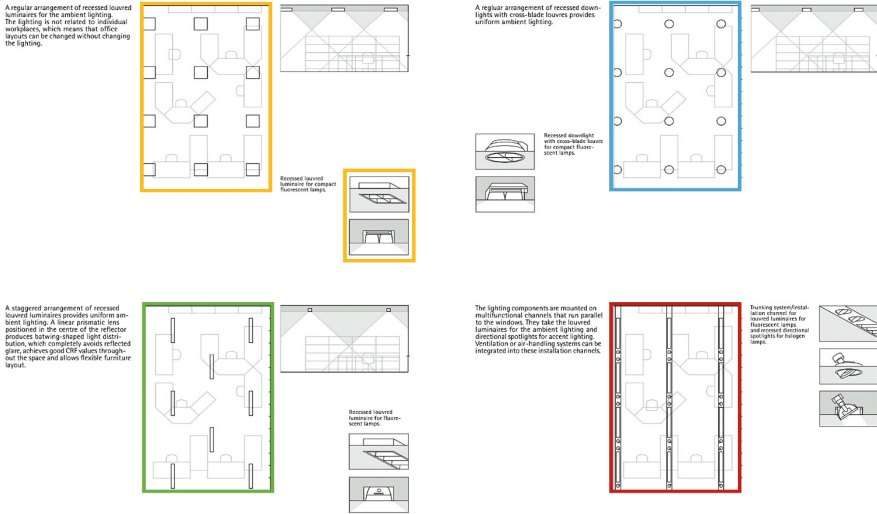 A regular arrangement of recessed louvred
luminaires for the ambient lighting.
The lighting is not related to individual
workplaces, which means that office
layouts can be changed without changing
the lighting.
Recessed louvred
luminaire for compact
fluorescent lamps.
A regluar arrangement of recessed down-
lights with cross-blade louvres provides
uniform ambient lighting.
Recessed downlight
with cross-blade louvre
for compact fluore-
scent lamps.
A staggered arrangement of recessed
louvred luminaires provides uniform am-
bient lighting. A linear prismatic lens
positioned in the centre of the reflector
produces batwing-shaped light distri-
bution, which completely avoids reflected
glare, achieves good CRF values through-
out the space and allows flexible furniture
layout.
Recessed louvred
luminaire for fluore-
scent lamps.
The lighting components are mounted on
multifunctional channels that run parallel
to the windows. They take the louvred
luminaires for the ambient lighting and
directional spotlights for accent lighting.
Ventilation or air-handling systems can be
integrated into these installation channels.
Trunking system/instal-
lation channel for
louvred luminaires for
fluorescent lamps
and recessed directional
spotlights for halogen
lamps.